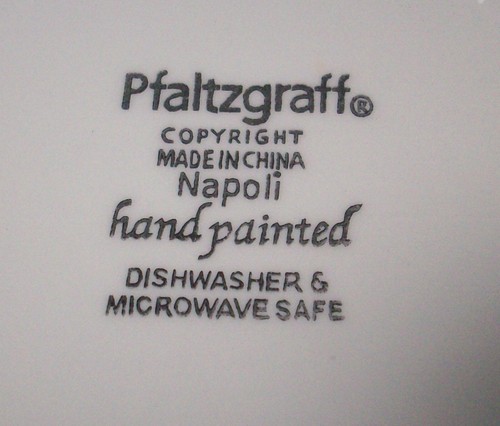 Pfaltzgraff®
COPYRIGHT
MADE IN CHINA
Napoli
hand painted
DISHWASHER &
MICROWAVE SAFE